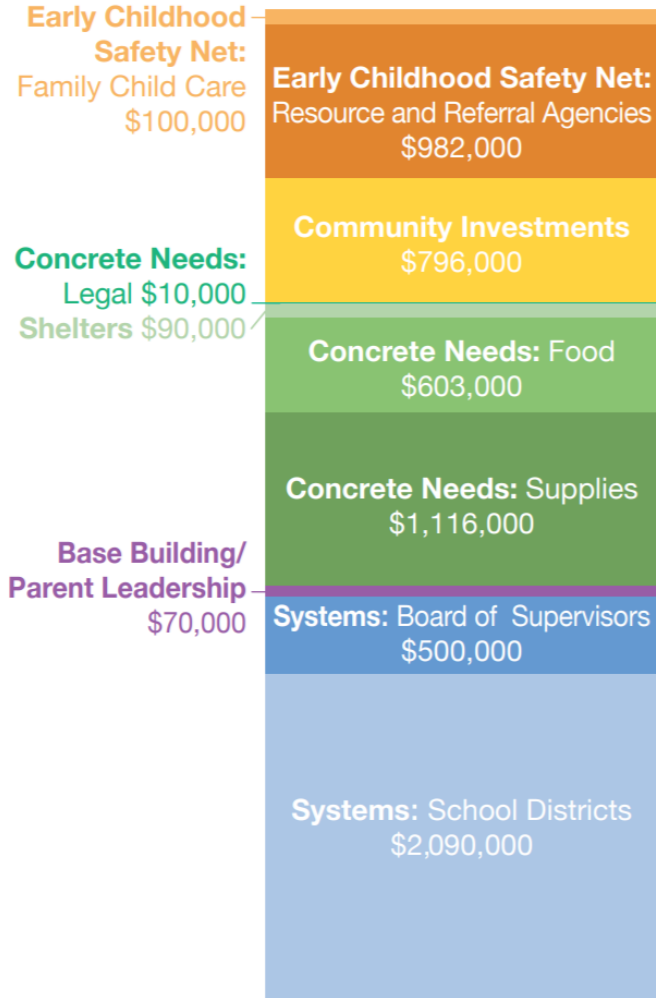 Early Childhood
Safety Net:
Family Child Care
$100,000
Early Childhood Safety Net:
Resource and Referral Agencies
$982,000
Community Investments
$796,000
Concrete Needs:
Legal $10,000
Shelters $90,000
Concrete Needs: Food
$603,000
Concrete Needs: Supplies
$1,116,000
Base Building/
Parent Leadership
$70,000
Systems: Board of Supervisors
$500,000
Systems: School Districts
$2,090,000